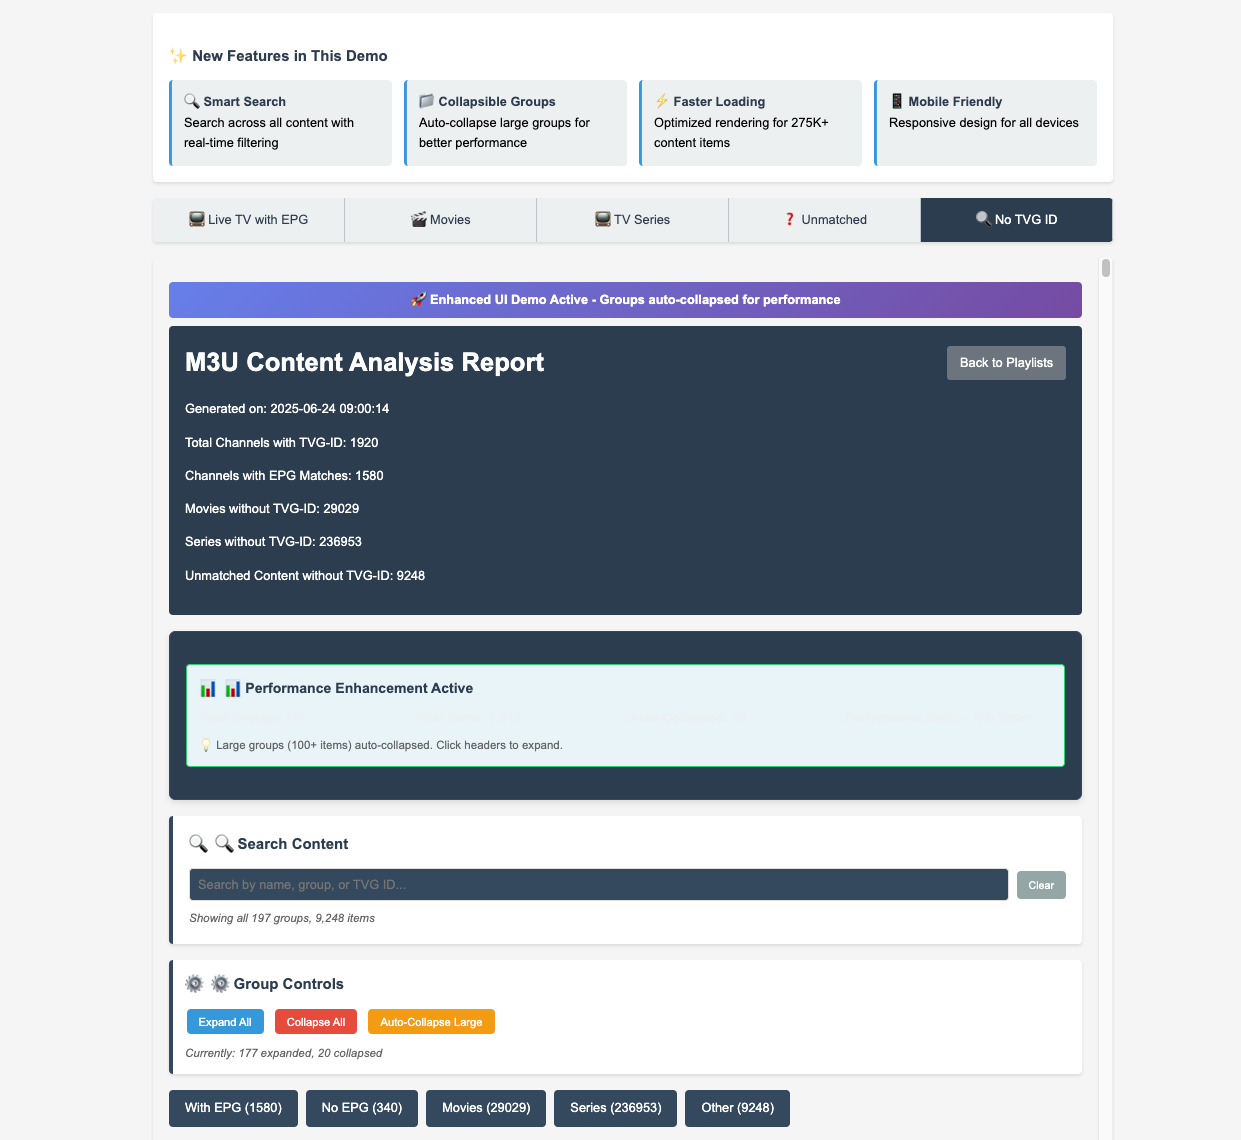 ✨ New Features in This Demo
🔍 Smart Search
Search across all content with
real-time filtering
📁 Collapsible Groups
Auto-collapse large groups for
better performance
⚡ Faster Loading
Optimized rendering for 275K+
content items
📱 Mobile Friendly
Responsive design for all devices
📺 Live TV with EPG
🎬 Movies
📺 TV Series
❓ Unmatched
🔍 No TVG ID
🚀 Enhanced UI Demo Active - Groups auto-collapsed for performance
M3U Content Analysis Report
Back to Playlists
Generated on: 2025-06-24 09:00:14
Total Channels with TVG-ID: 1920
Channels with EPG Matches: 1580
Movies without TVG-ID: 29029
Series without TVG-ID: 236953
Unmatched Content without TVG-ID: 9248
📊 📊 Performance Enhancement Active
💡 Large groups (100+ items) auto-collapsed. Click headers to expand.
🔍 🔍 Search Content
Search by name, group, or TVG ID...
Clear
Showing all 197 groups, 9,248 items
⚙️ ⚙️ Group Controls
Expand All
Collapse All
Auto-Collapse Large
Currently: 177 expanded, 20 collapsed
With EPG (1580)
No EPG (340)
Movies (29029)
Series (236953)
Other (9248)